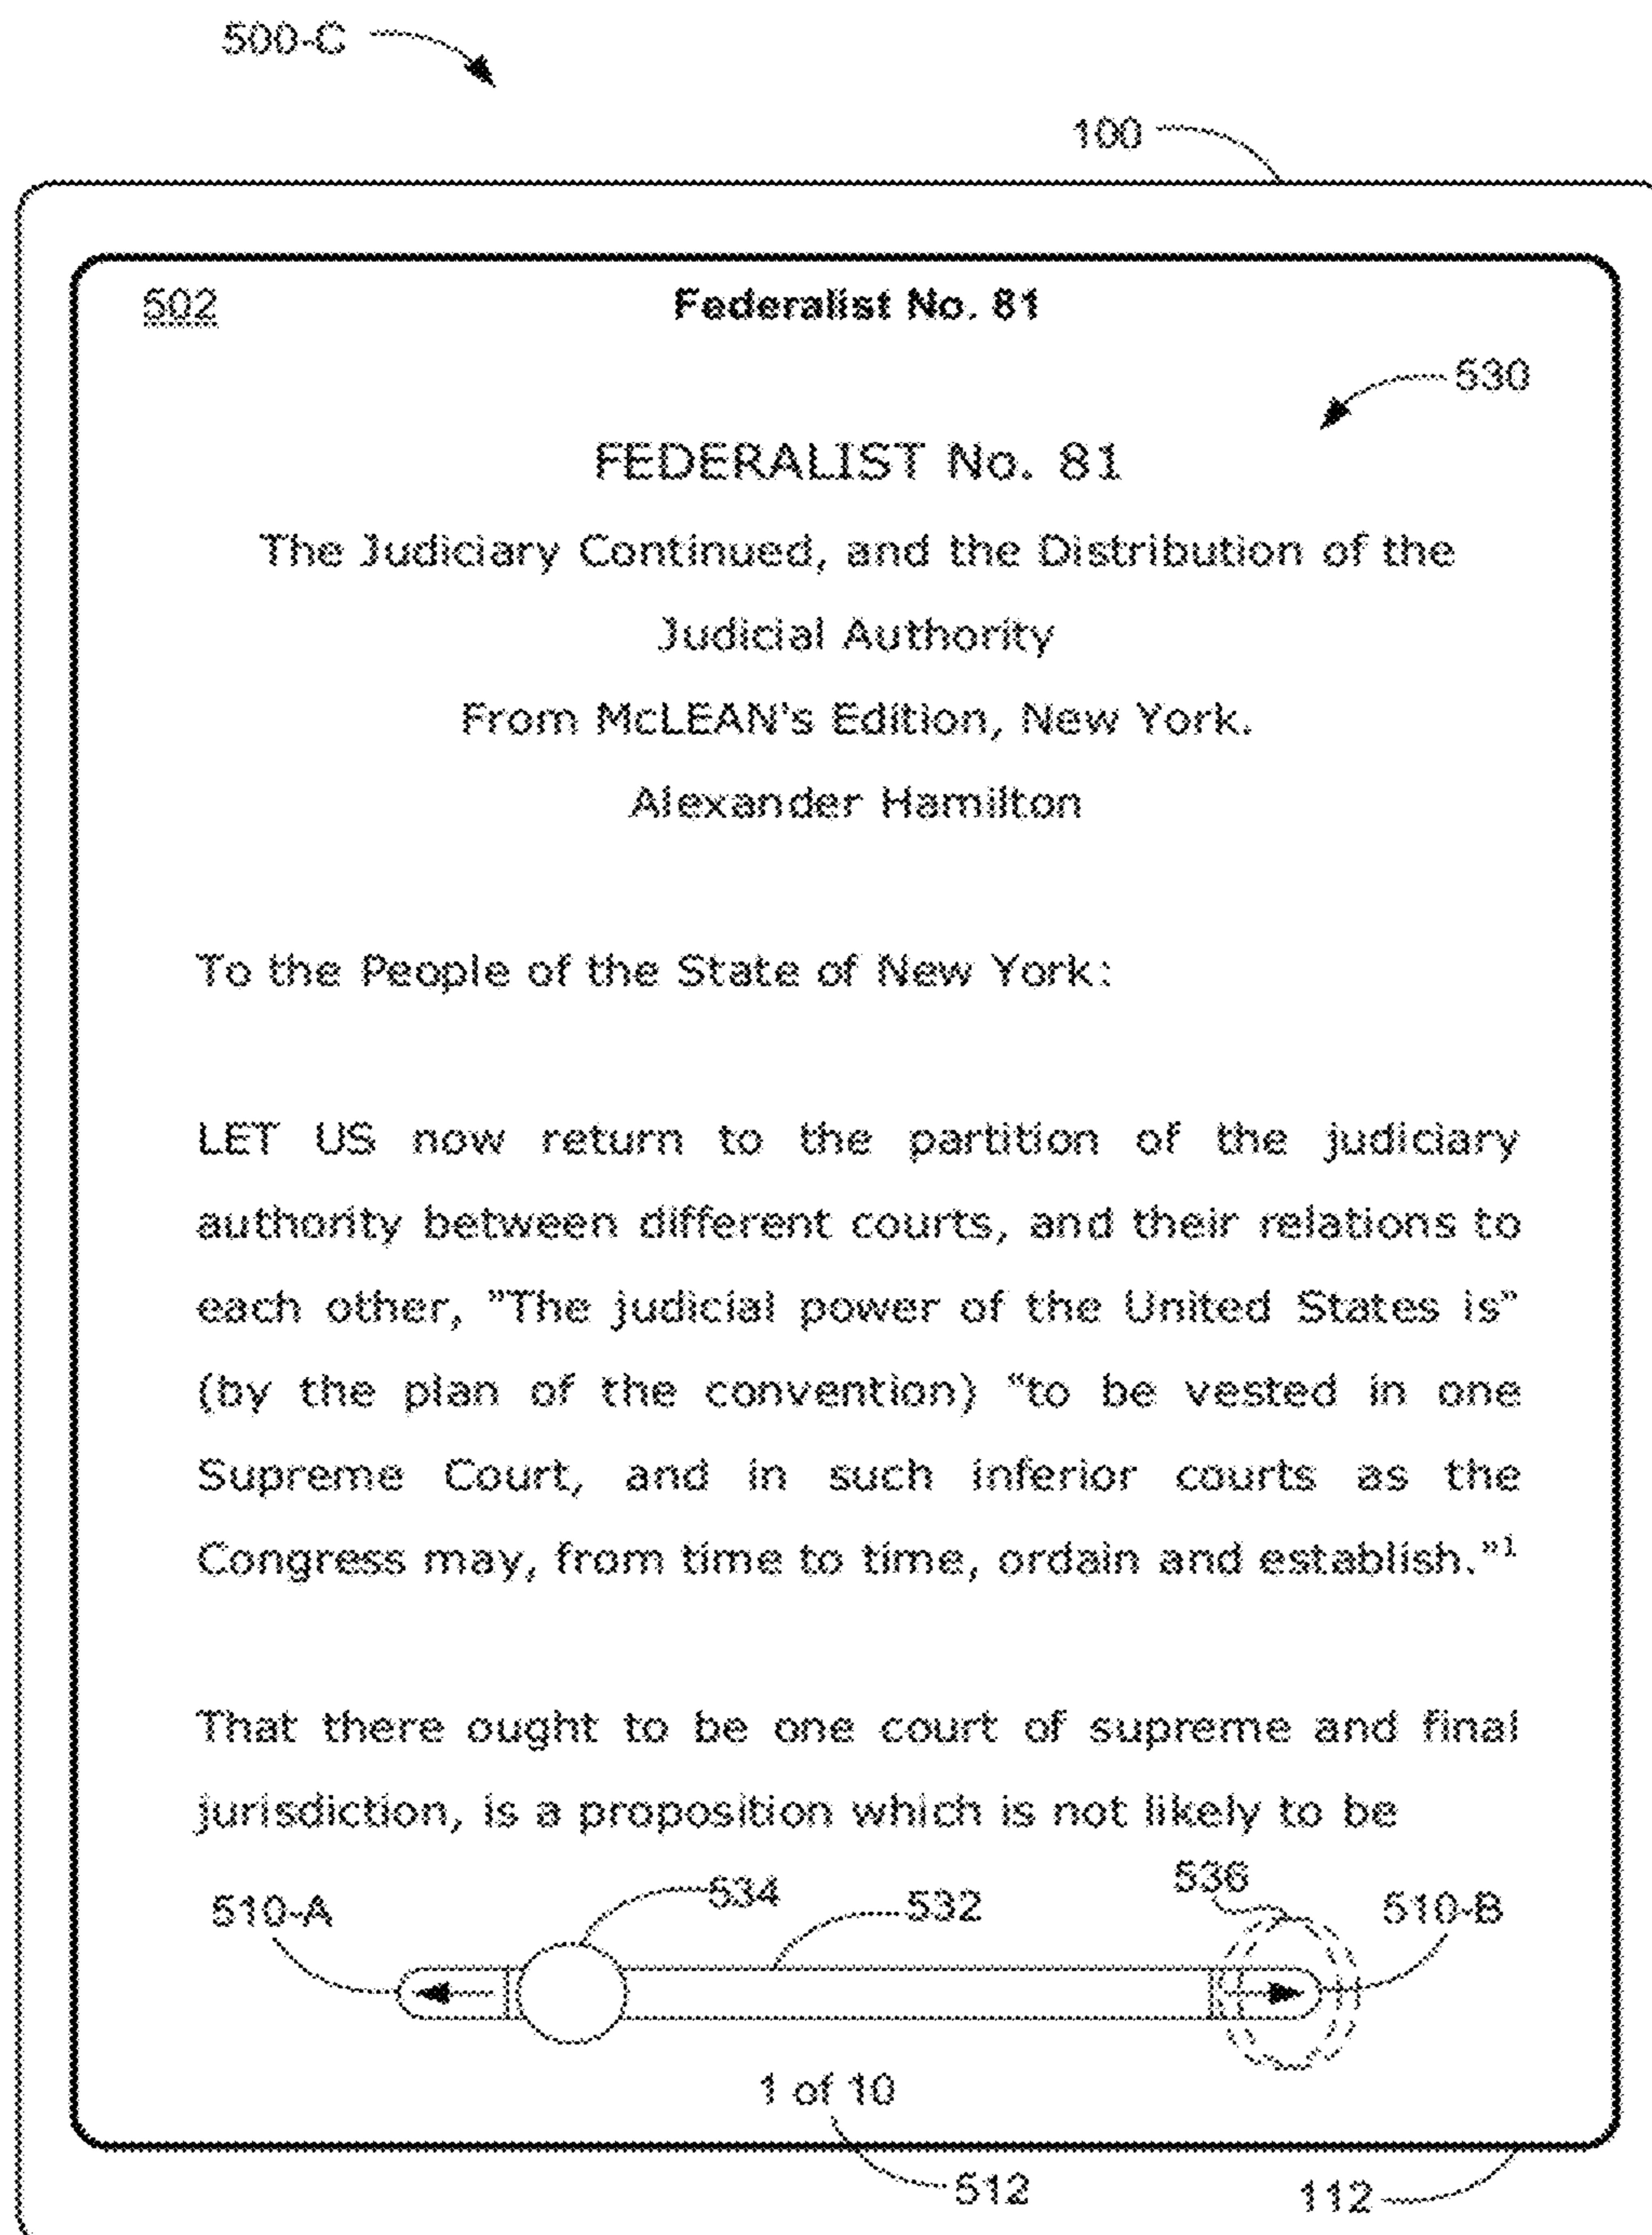 500-C
100
502
Federalist No. 81
530
FEDERALIST No. 81
The Judiciary Continued, and the Distribution of the
Judicial Authority
From McLEAN's Edition, New York.
Alexander Hamilton
To the People of the State of New York:
LET US now return to the partition of the judiciary
authority between different courts, and their relations to
each other, "The judicial power of the United States is"
(by the plan of the convention) "to be vested in one
Supreme Court, and in such inferior courts as the
Congress may, from time to time, ordain and establish."¹
That there ought to be one court of supreme and final
jurisdiction, is a proposition which is not likely to be
510-A
534
532
536
510-B
1 of 10
512
112